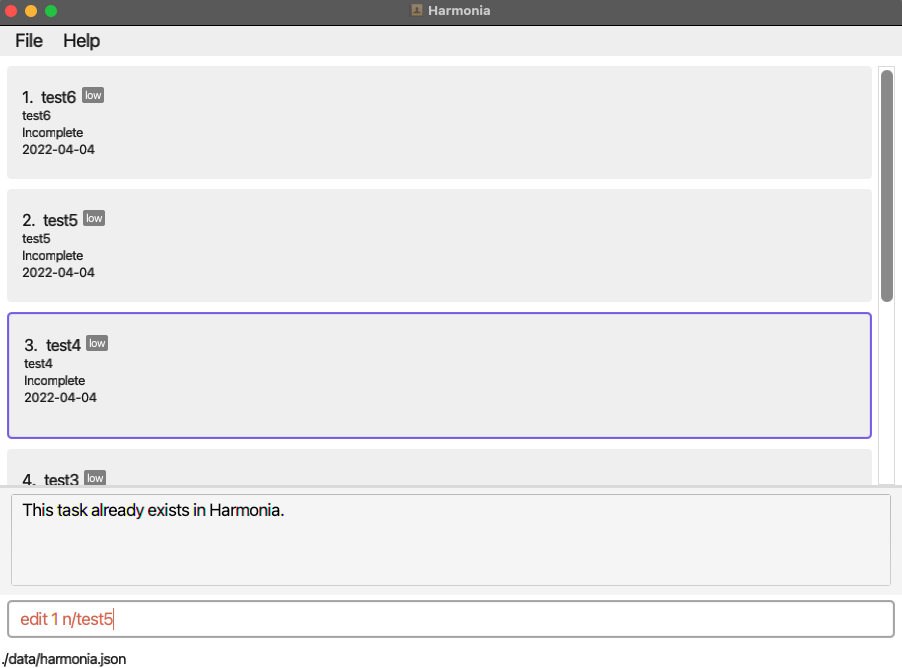 Harmonia
File Help
1. test6 low
test6
Incomplete
2022-04-04
2. test5 low
test5
Incomplete
2022-04-04
3. test4 low
test4
Incomplete
2022-04-04
4. test3 low
This task already exists in Harmonia.
edit 1 n/test5
./data/harmonia.json